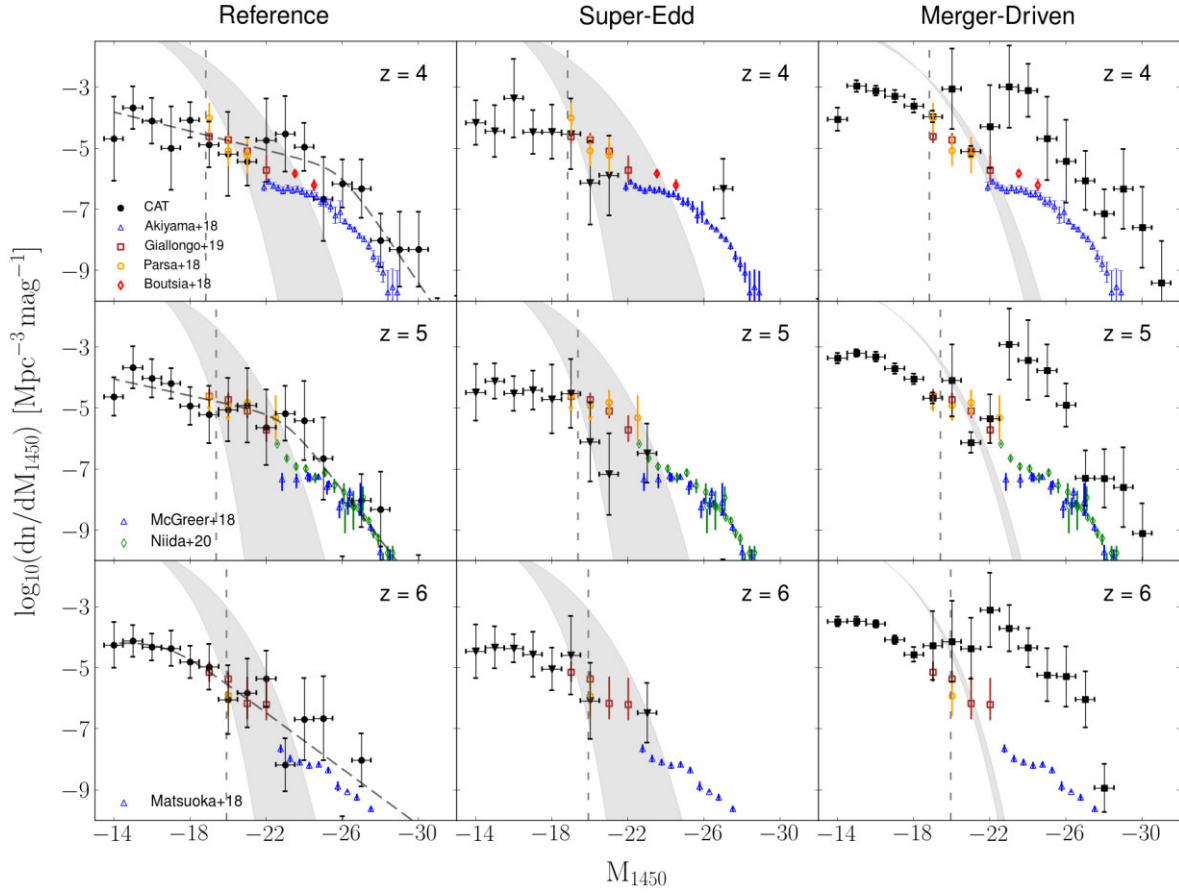 Reference Super-Edd Merger-Driven
z = 4 z = 4 z = 4
−3
−5
−7
−9
CAT
Akiyama+18
Giallongo+19
Parsa+18
Boutsia+18
z = 5 z = 5 z = 5
−3
−5
−7
−9
McGreer+18
Niida+20
z = 6 z = 6 z = 6
−3
−5
−7
−9
Matsuoka+18
log₁₀(dn/dM₁₄₅₀) [Mpc⁻³ mag⁻¹]
−14 −18 −22 −26 −30 −14 −18 −22 −26 −30 −14 −18 −22 −26 −30
M₁₄₅₀